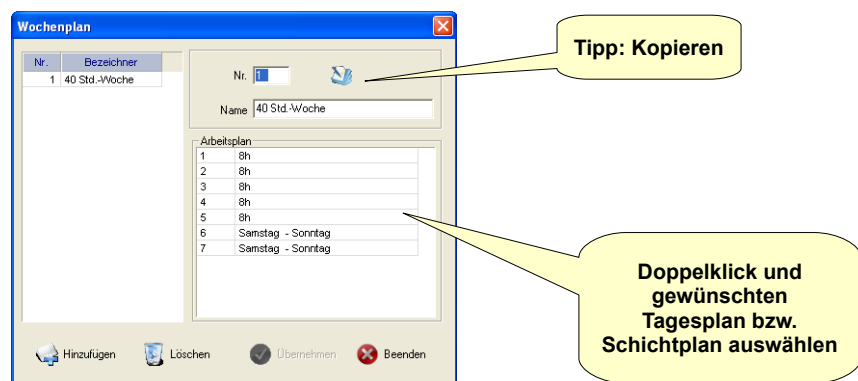 Wochenplan
Nr. Bezeichner
1 40 Std.-Woche
Nr. 1
Name 40 Std.-Woche
Arbeitsplan
1 8h
2 8h
3 8h
4 8h
5 8h
6 Samstag - Sonntag
7 Samstag - Sonntag
Hinzufügen Löschen Übernehmen Beenden
Tipp: Kopieren
Doppelklick und
gewünschten
Tagesplan bzw.
Schichtplan auswählen